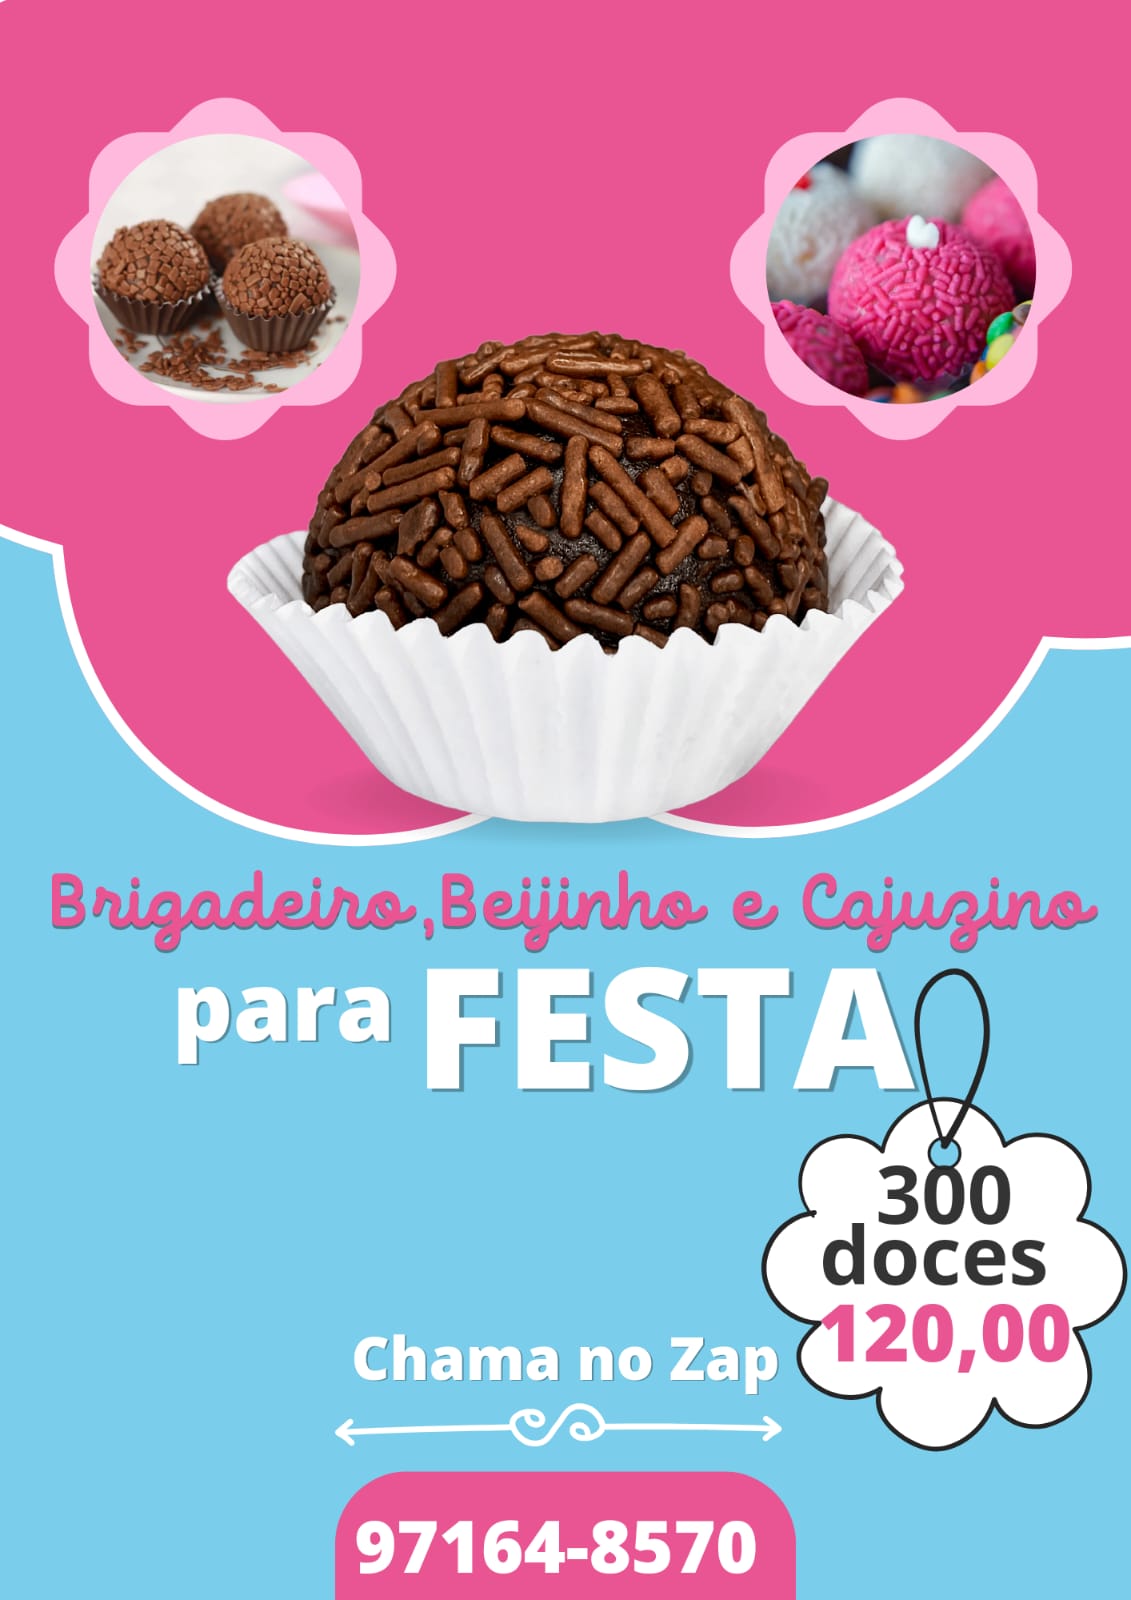 Brigadeiro,Beijinho e Cajuzino
para FESTA
300
doces
120,00
Chama no Zap
97164-8570